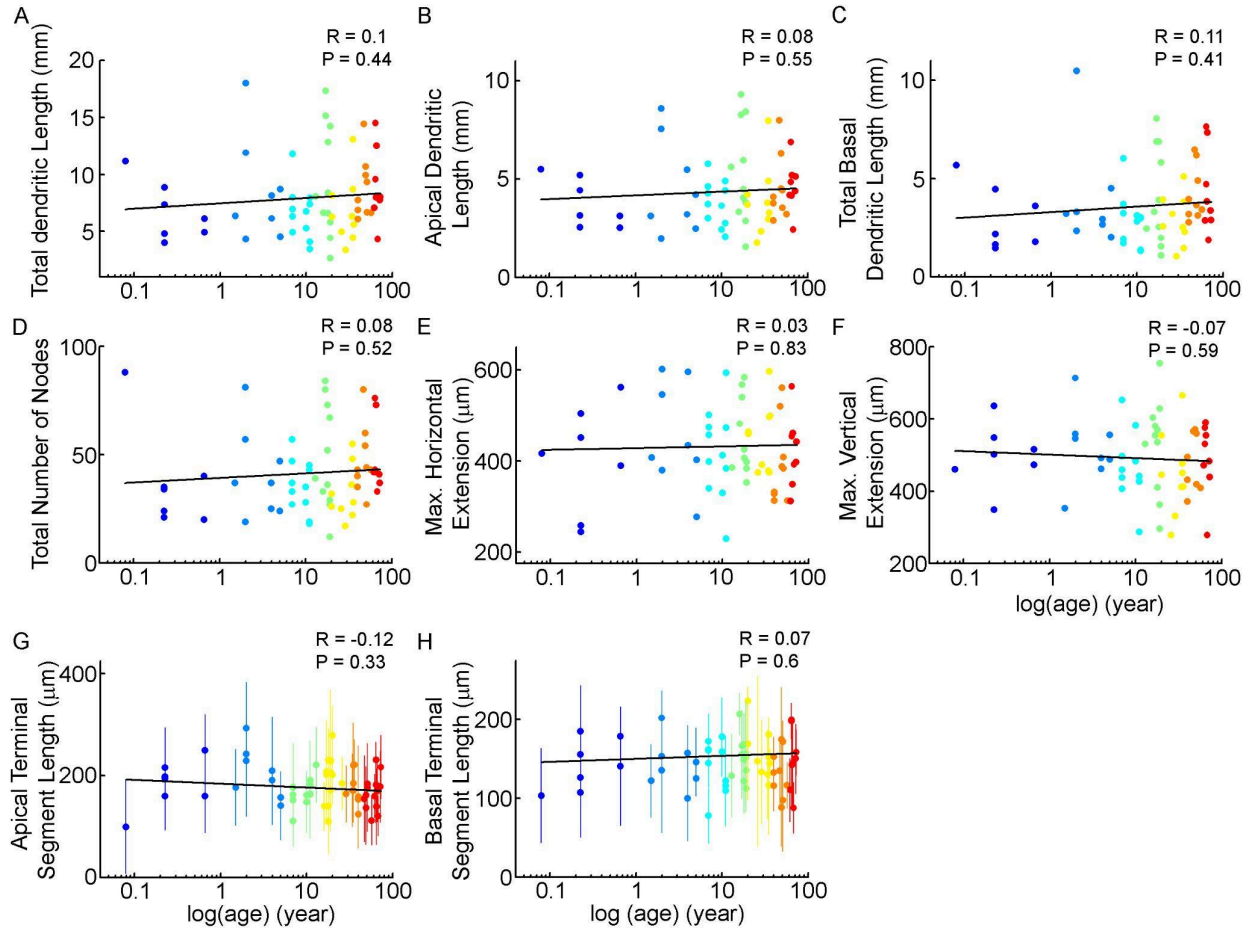 A
R = 0.1
P = 0.44
Total dendritic Length (mm)
20
15
10
5
0.1
1
10
100
B
R = 0.08
P = 0.55
Apical Dendritic
Length (mm)
10
5
0
0.1
1
10
100
C
R = 0.11
P = 0.41
Total Basal
Dendritic Length (mm)
10
5
0
0.1
1
10
100
D
R = 0.08
P = 0.52
Total Number of Nodes
100
50
0
0.1
1
10
100
E
R = 0.03
P = 0.83
Max. Horizontal
Extension (μm)
600
400
200
0.1
1
10
100
F
R = -0.07
P = 0.59
Max. Vertical
Extension (μm)
800
600
400
200
0.1
1
10
100
log(age) (year)
G
R = -0.12
P = 0.33
Apical Terminal
Segment Length (μm)
400
200
0
0.1
1
10
100
log(age) (year)
H
R = 0.07
P = 0.6
Basal Terminal
Segment Length (μm)
200
100
0
0.1
1
10
100
log (age) (year)